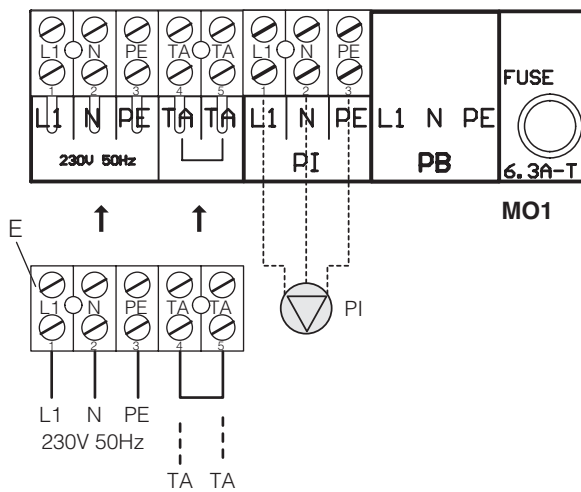 L1 N PE TA TA L1 N PE
1 2 3 4 5 1 2 3
FUSE
L1 N PE TA TA L1 N PE L1 N PE
230V 50Hz PI PB 6.3A-T
MO1
E
L1 N PE TA TA
PI
1 2 3 4 5
L1 N PE
230V 50Hz
TA TA